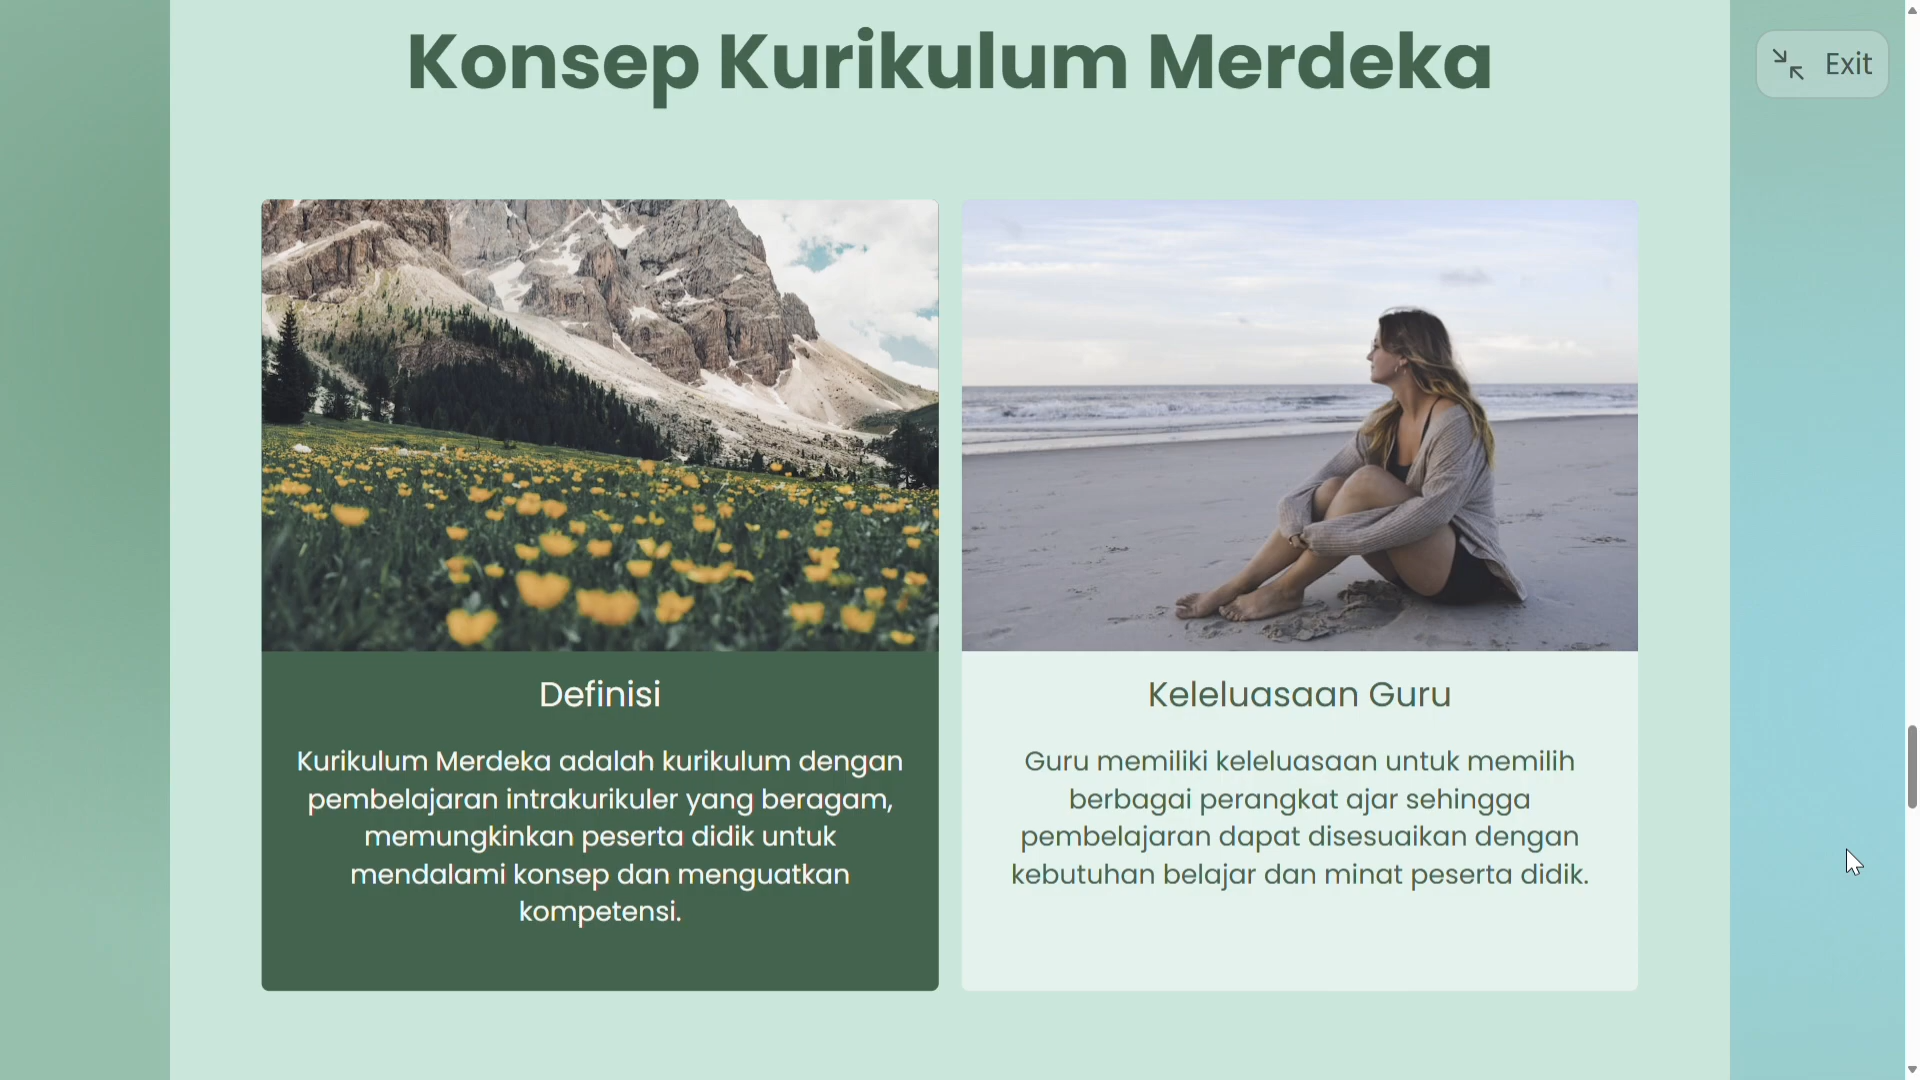 Konsep Kurikulum Merdeka
Exit
Definisi
Kurikulum Merdeka adalah kurikulum dengan
pembelajaran intrakurikuler yang beragam,
memungkinkan peserta didik untuk
mendalami konsep dan menguatkan
kompetensi.
Keleluasaan Guru
Guru memiliki keleluasaan untuk memilih
berbagai perangkat ajar sehingga
pembelajaran dapat disesuaikan dengan
kebutuhan belajar dan minat peserta didik.